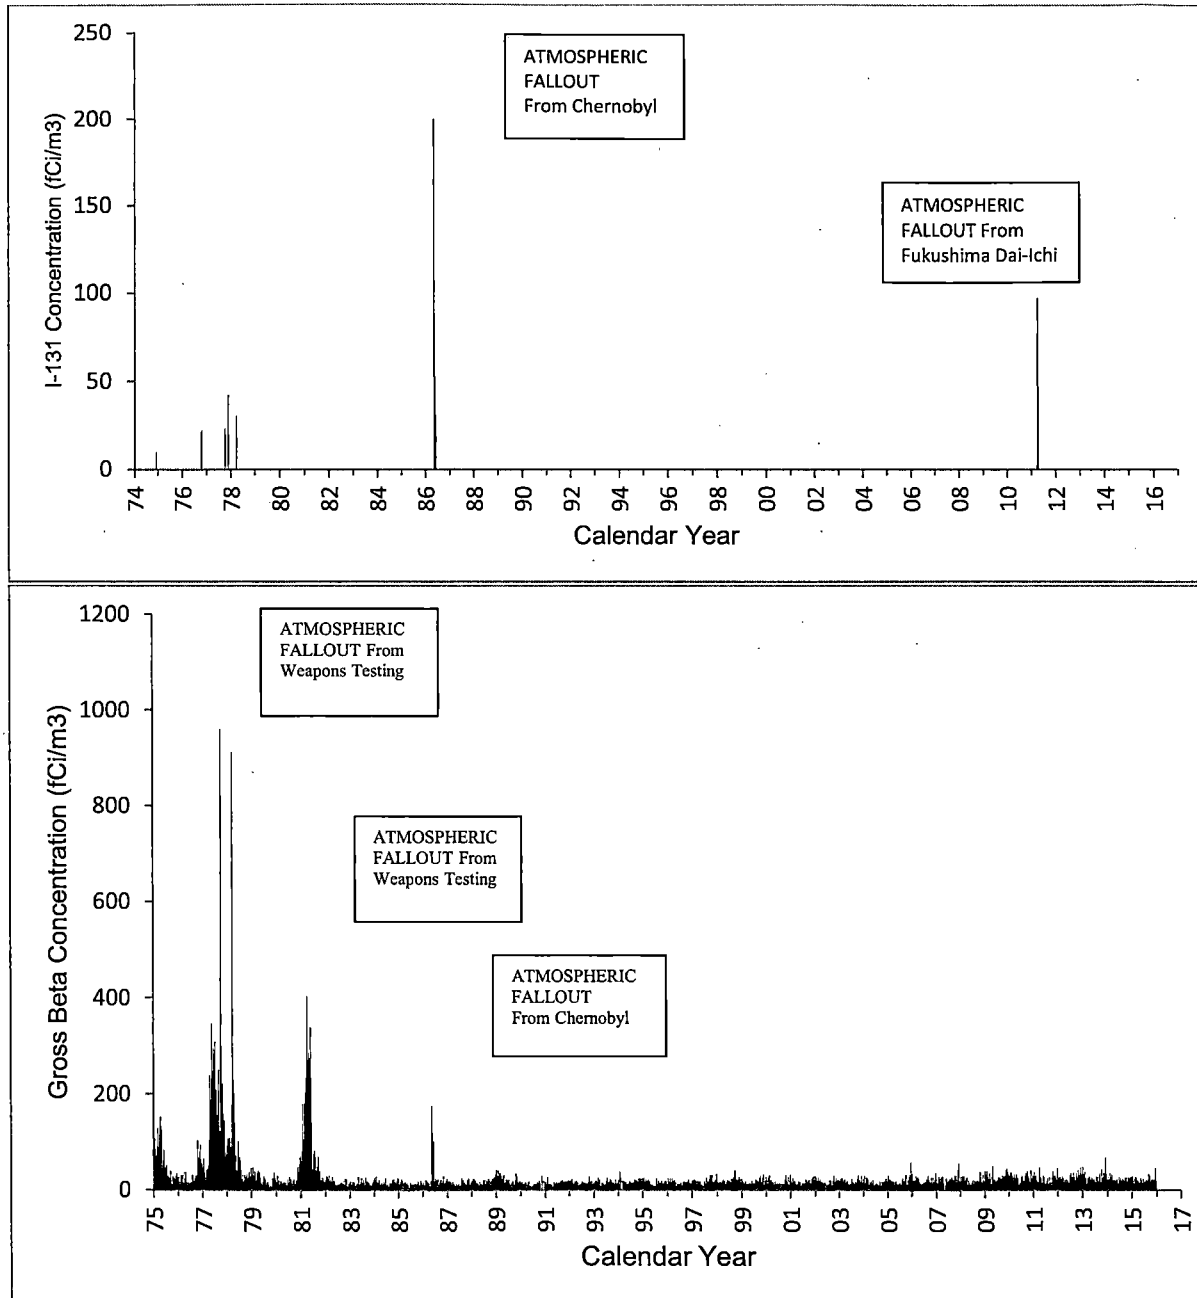 250
200
150
100
50
0
I-131 Concentration (fCi/m3)
ATMOSPHERIC
FALLOUT
From Chernobyl
ATMOSPHERIC
FALLOUT From
Fukushima Dai-Ichi
74 76 78 80 82 84 86 88 90 92 94 96 98 00 02 04 06 08 10 12 14 16
Calendar Year
1200
1000
800
600
400
200
0
Gross Beta Concentration (fCi/m3)
ATMOSPHERIC
FALLOUT From
Weapons Testing
ATMOSPHERIC
FALLOUT From
Weapons Testing
ATMOSPHERIC
FALLOUT
From Chernobyl
75 77 79 81 83 85 87 89 91 93 95 97 99 01 03 05 07 09 11 13 15 17
Calendar Year